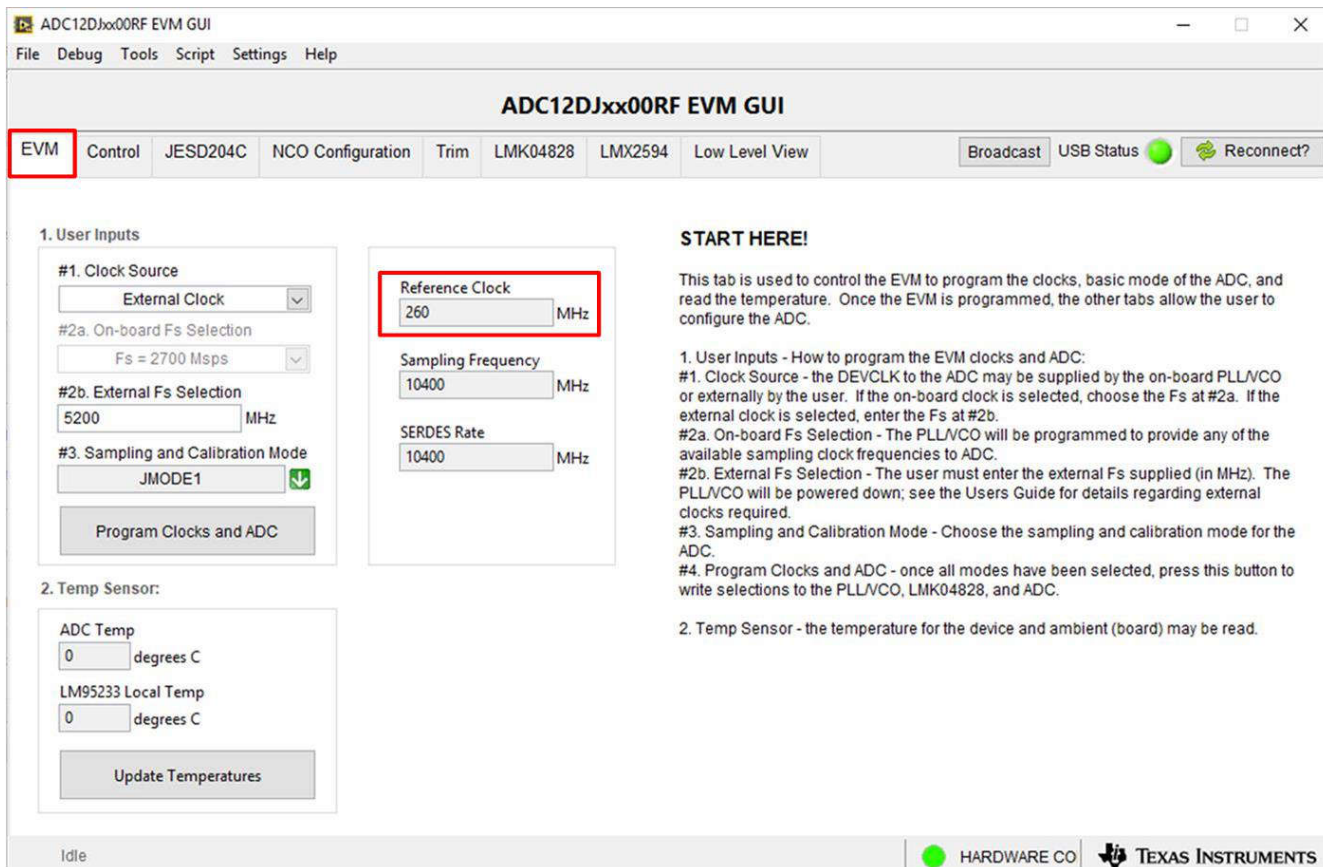 ADC12DJxx00RF EVM GUI
File Debug Tools Script Settings Help
ADC12DJxx00RF EVM GUI
EVM Control JESD204C NCO Configuration Trim LMK04828 LMX2594 Low Level View Broadcast USB Status Reconnect?
1. User Inputs
#1. Clock Source
External Clock
#2a. On-board Fs Selection
Fs = 2700 Msps
#2b. External Fs Selection
5200 MHz
#3. Sampling and Calibration Mode
JMODE1
Program Clocks and ADC
Reference Clock
260 MHz
Sampling Frequency
10400 MHz
SERDES Rate
10400 MHz
2. Temp Sensor:
ADC Temp
0 degrees C
LM95233 Local Temp
0 degrees C
Update Temperatures
START HERE!
This tab is used to control the EVM to program the clocks, basic mode of the ADC, and
read the temperature. Once the EVM is programmed, the other tabs allow the user to
configure the ADC.
1. User Inputs - How to program the EVM clocks and ADC:
#1. Clock Source - the DEVCLK to the ADC may be supplied by the on-board PLL/VCO
or externally by the user. If the on-board clock is selected, choose the Fs at #2a. If the
external clock is selected, enter the Fs at #2b.
#2a. On-board Fs Selection - The PLL/VCO will be programmed to provide any of the
available sampling clock frequencies to ADC.
#2b. External Fs Selection - The user must enter the external Fs supplied (in MHz). The
PLL/VCO will be powered down; see the Users Guide for details regarding external
clocks required.
#3. Sampling and Calibration Mode - Choose the sampling and calibration mode for the
ADC.
#4. Program Clocks and ADC - once all modes have been selected, press this button to
write selections to the PLL/VCO, LMK04828, and ADC.
2. Temp Sensor - the temperature for the device and ambient (board) may be read.
Idle HARDWARE CO TEXAS INSTRUMENTS